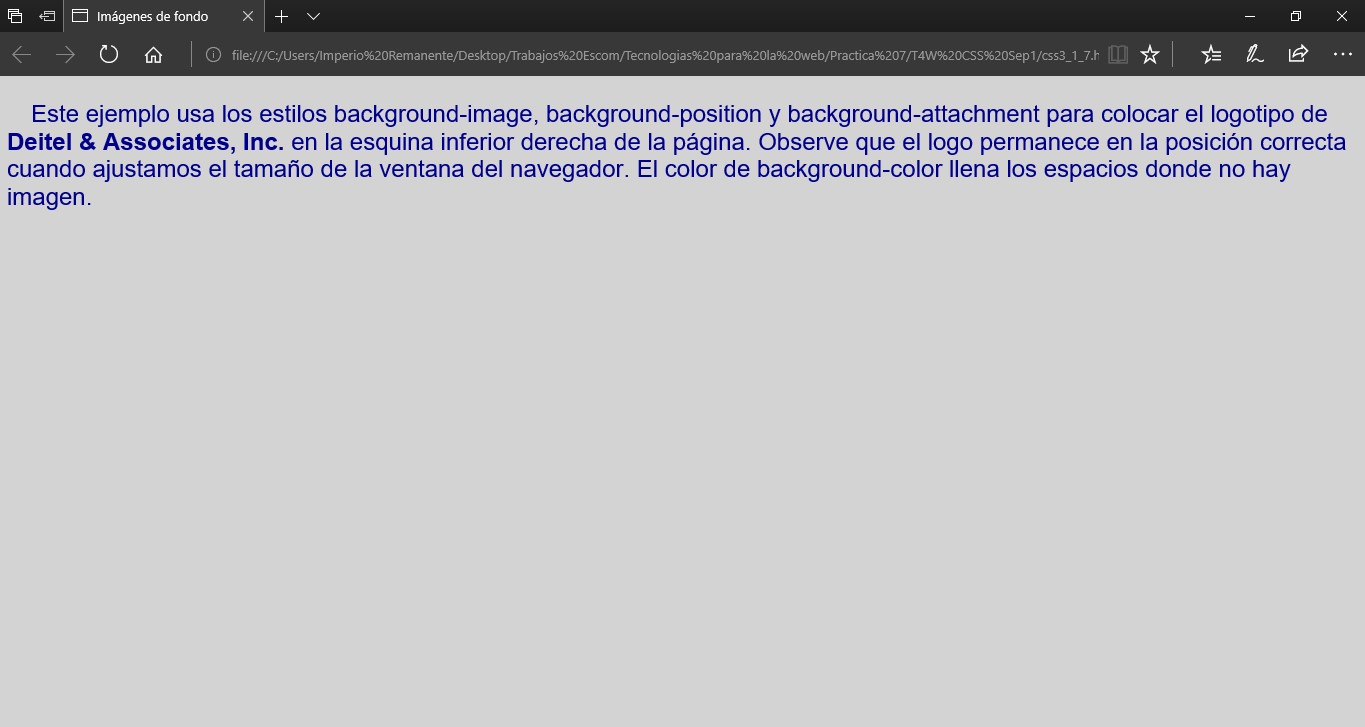 Imágenes de fondo
file:///C:/Users/Imperio%20Remanente/Desktop/Trabajos%20Escom/Tecnologias%20para%20la%20web/Practica%207/T4W%20CSS%20Sep1/css3_1_7.h
Este ejemplo usa los estilos background-image, background-position y background-attachment para colocar el logotipo de
Deitel & Associates, Inc. en la esquina inferior derecha de la página. Observe que el logo permanece en la posición correcta
cuando ajustamos el tamaño de la ventana del navegador. El color de background-color llena los espacios donde no hay
imagen.